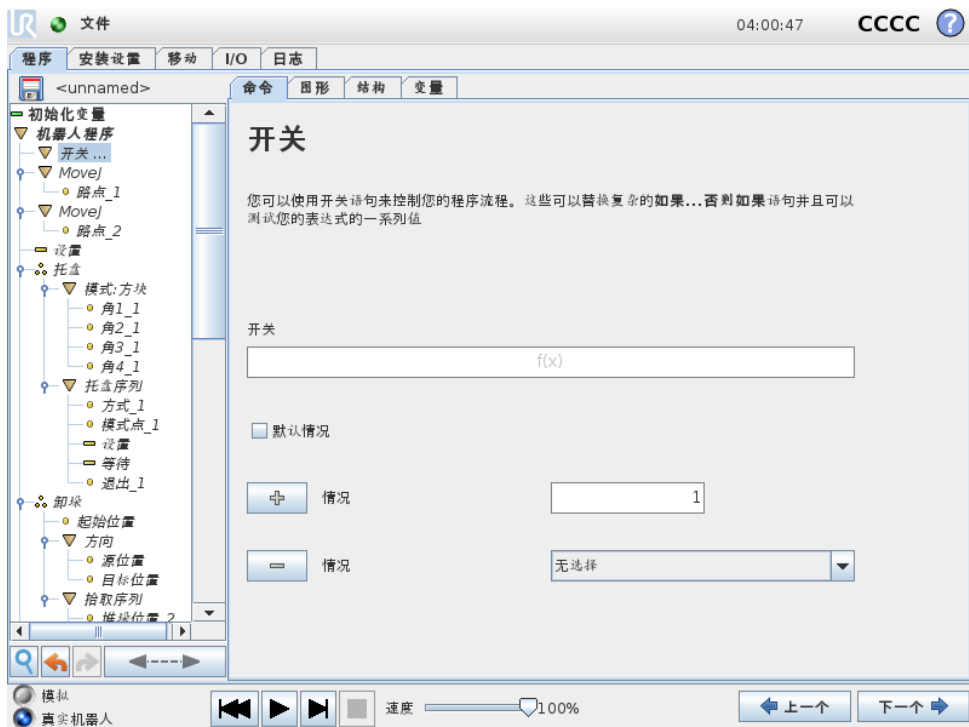 UR 文件 04:00:47 CCCC ?
程序 安装设置 移动 I/O 日志
<unnamed>
命令 图形 结构 变量
初始化变量
机器人程序
开关 ...
MoveJ
路点_1
MoveJ
路点_2
设置
托盘
模式:方块
角1_1
角2_1
角3_1
角4_1
托盘序列
方式_1
模式点_1
设置
等待
退出_1
卸垛
起始位置
方向
源位置
目标位置
拾取序列
堆垛位置_2
开关
您可以使用开关语句来控制您的程序流程。这些可以替换复杂的如果...否则如果语句并且可以
测试您的表达式的一系列值
开关
f(x)
默认情况
情况 1
情况 无选择
模拟
真实机器人
速度 100%
上一个 下一个